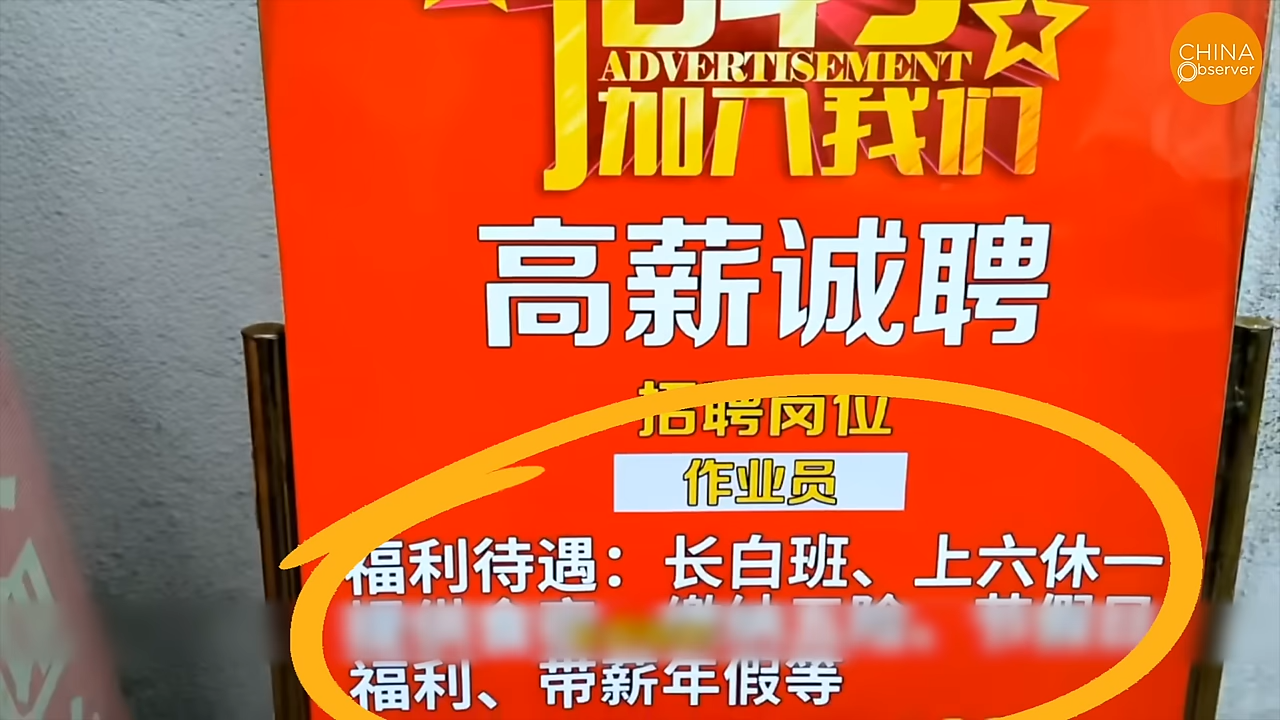 CHINA
Observer
ADVERTISEMENT
加入我们
高薪诚聘
招聘岗位
作业员
福利待遇：长白班、上六休一
福利、带薪年假等